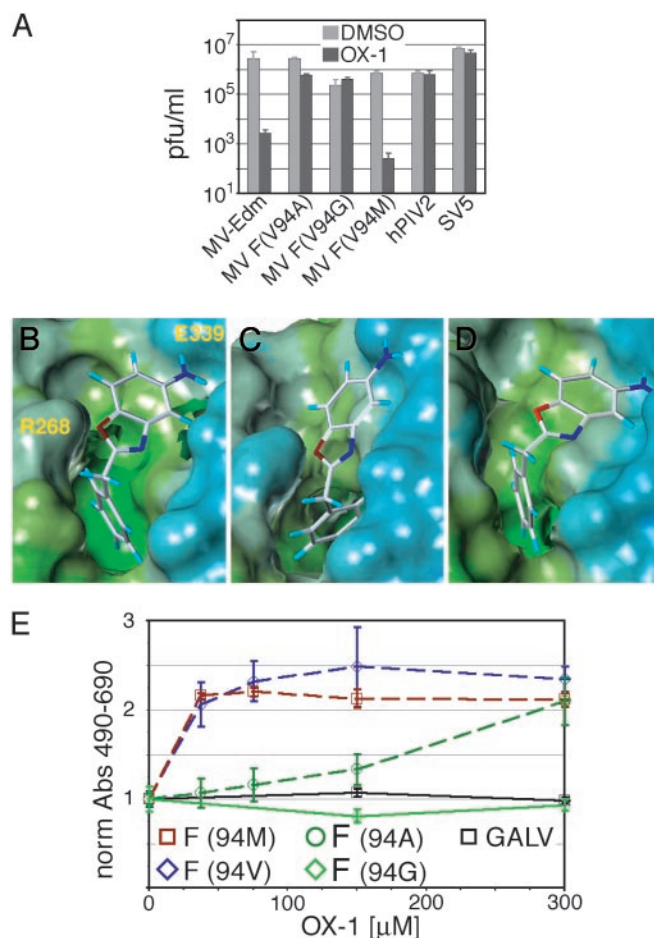 A
DMSO
OX-1
pfu/ml
10^7
10^5
10^3
10^1
MV-Edm
MV F(V94A)
MV F(V94G)
MV F(V94M)
hPIV2
SV5
B
E339
R268
C
D
E
norm Abs 490-690
3
2
1
F (94M)
F (94A)
GALV
F (94V)
F (94G)
0
100
200
300
OX-1 [µM]